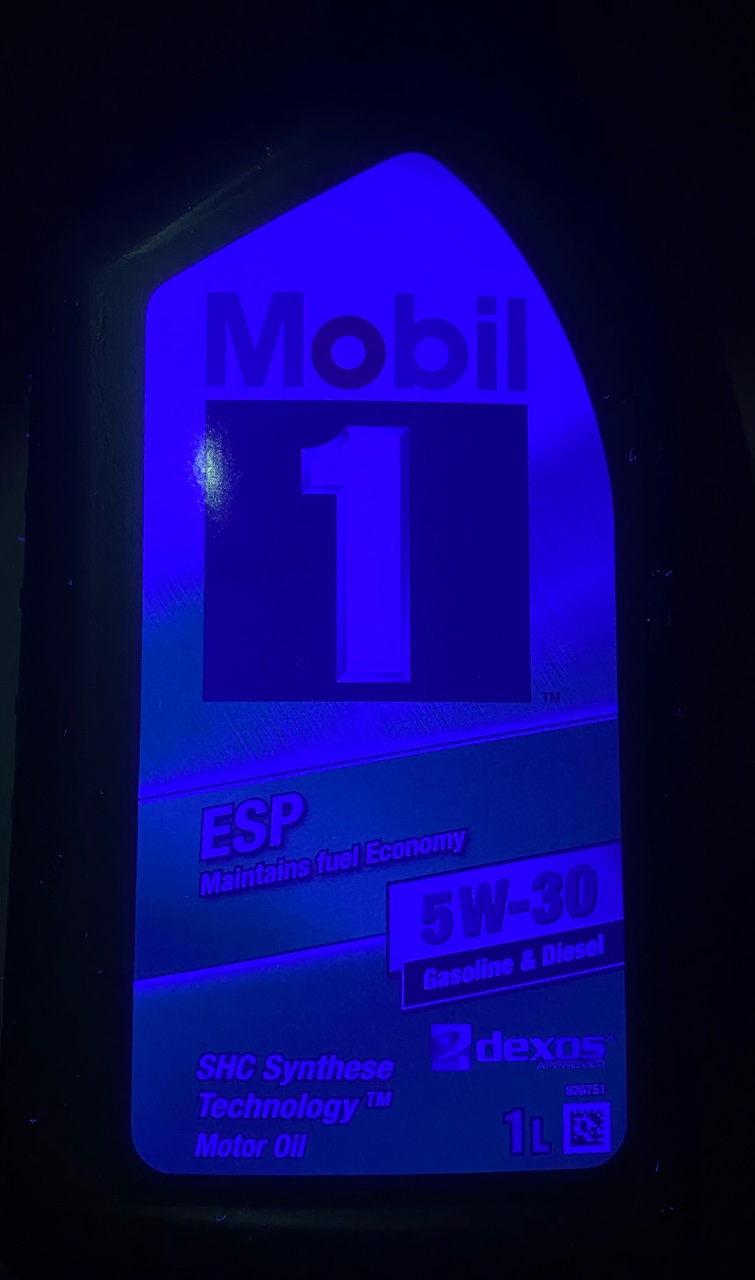 Mobil
1
TM
ESP
Maintains fuel Economy
5W-30
Gasoline & Diesel
2 dexos
APPROVED
826751
SHC Synthese
Technology™
Motor Oil
1L